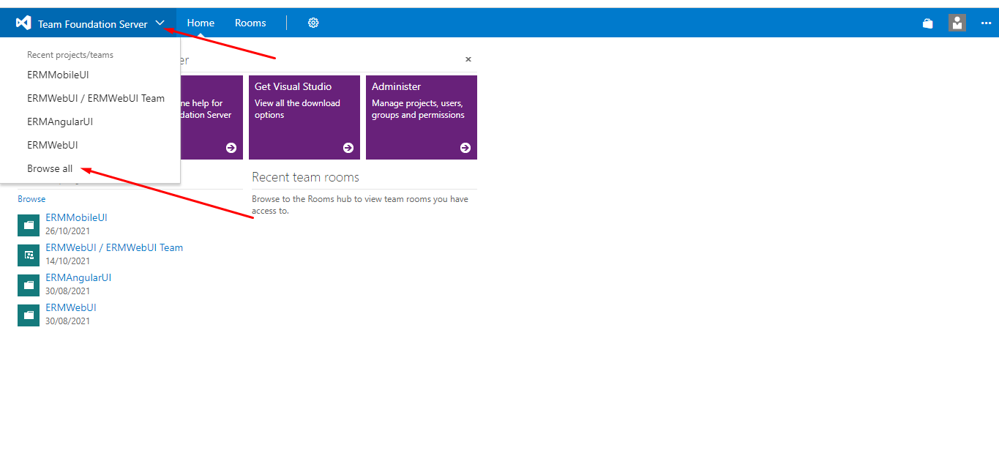 Team Foundation Server
Home
Rooms
Recent projects/teams
ERMMobileUI
ERMWebUI / ERMWebUI Team
ERMAngularUI
ERMWebUI
Browse all
help for
Server
Get Visual Studio
View all the download
options
Administer
Manage projects, users,
groups and permissions
Recent team rooms
Browse to the Rooms hub to view team rooms you have
access to.
Browse
ERMMobileUI
26/10/2021
ERMWebUI / ERMWebUI Team
14/10/2021
ERMAngularUI
30/08/2021
ERMWebUI
30/08/2021